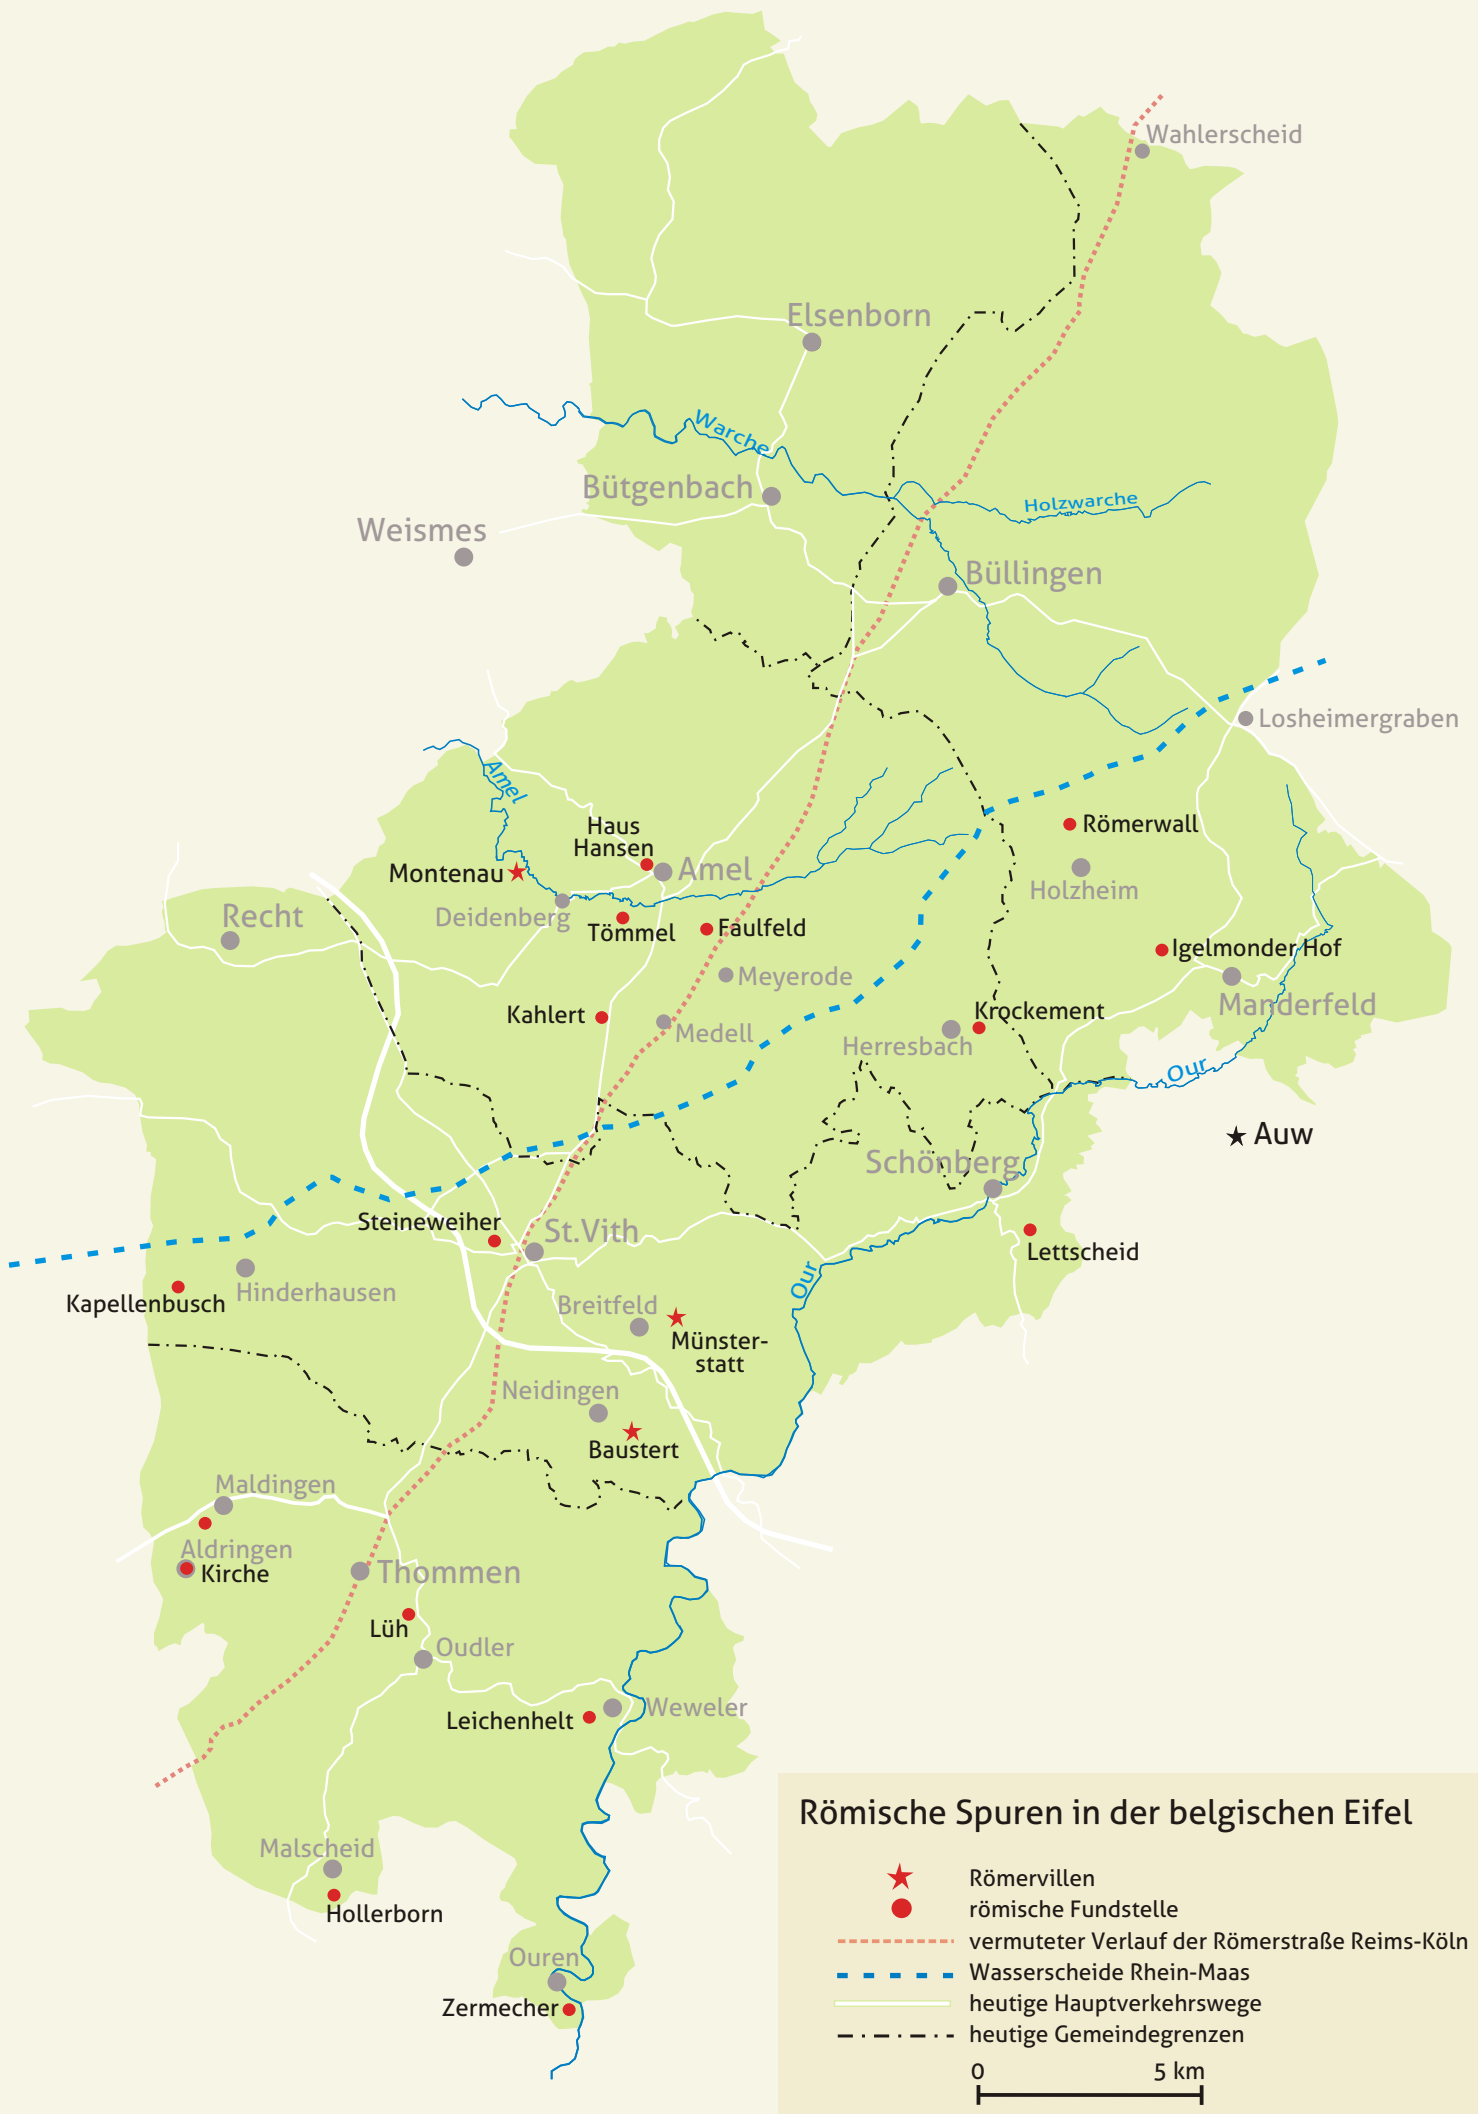 Wahlerscheid
Elsenborn
Warche
Bütgenbach
Holzwarche
Weismes
Büllingen
Losheimergraben
Amel
Haus
Hansen
Römerwall
Montenau
Amel
Holzheim
Deidenberg
Recht
Tömmel
Faulfeld
Igelmonder Hof
Meyerode
Manderfeld
Kahlert
Medell
Krockement
Herresbach
Our
Auw
Schönberg
Steineweiher
St.Vith
Lettscheid
Our
Hinderhausen
Kapellenbusch
Breitfeld
Münster-
statt
Neidingen
Baustert
Maldingen
Aldringen
Kirche
Thommen
Lüh
Oudler
Weweler
Leichenhelt
Malscheid
Hollerborn
Ouren
Zermecher
Römische Spuren in der belgischen Eifel
Römervillen
römische Fundstelle
vermuteter Verlauf der Römerstraße Reims-Köln
Wasserscheide Rhein-Maas
heutige Hauptverkehrswege
heutige Gemeindegrenzen
0 5 km